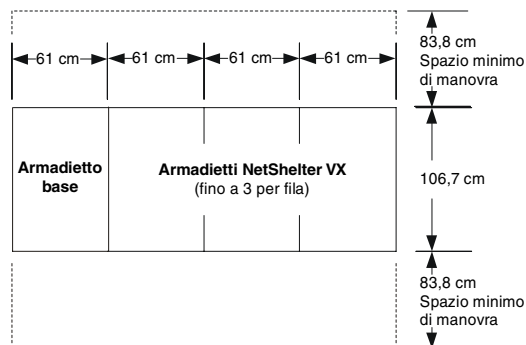 83,8 cm
Spazio minimo
di manovra
61 cm 61 cm 61 cm 61 cm
Armadietto
base
Armadietti NetShelter VX
(fino a 3 per fila)
106,7 cm
83,8 cm
Spazio minimo
di manovra